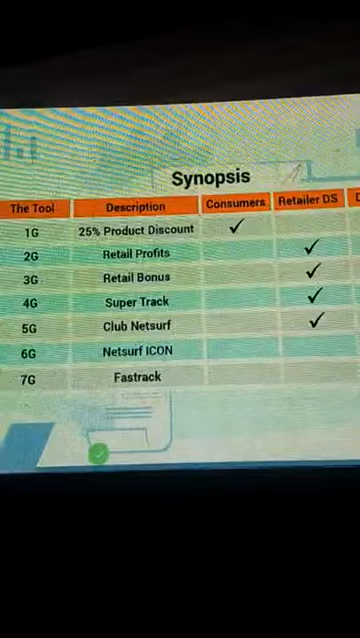 Synopsis
The Tool Description Consumers Retailer DS
1G 25% Product Discount ✓
2G Retail Profits ✓
3G Retail Bonus ✓
4G Super Track ✓
5G Club Netsurf ✓
6G Netsurf ICON
7G Fastrack